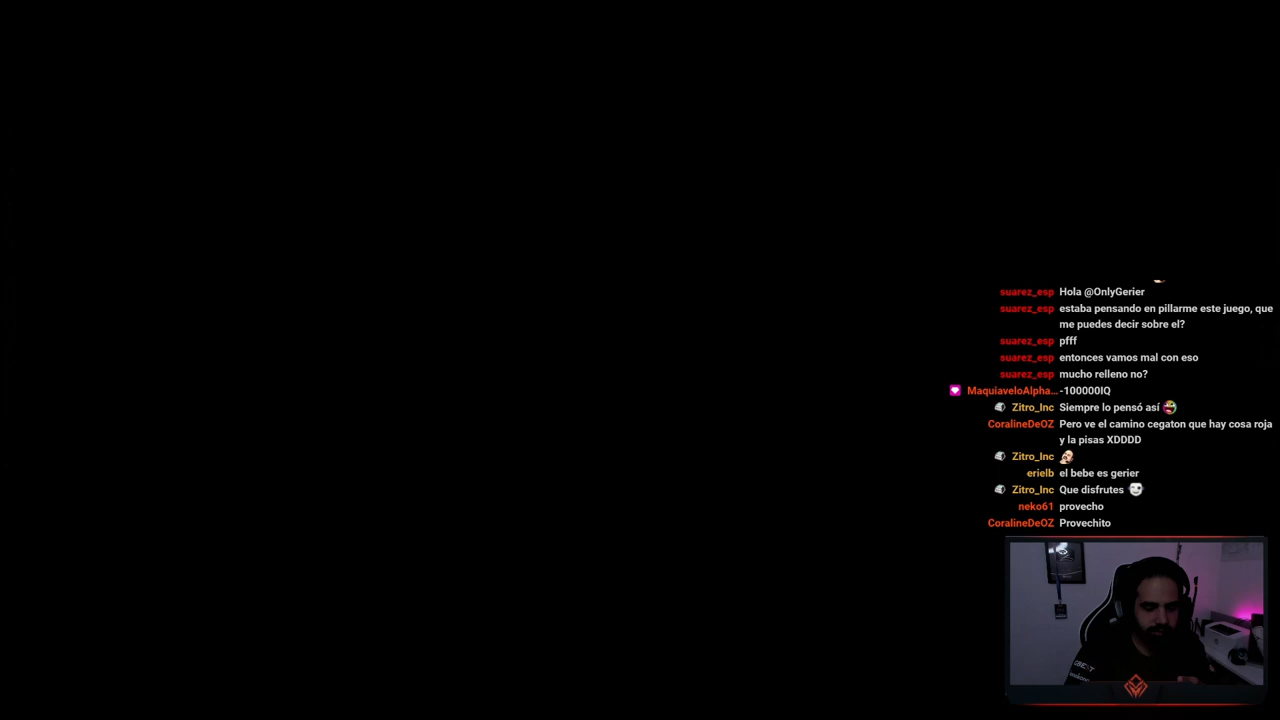 suarez_esp Hola @OnlyGerier
suarez_esp estaba pensando en pillarme este juego, que
me puedes decir sobre el?
suarez_esp pfff
suarez_esp entonces vamos mal con eso
suarez_esp mucho relleno no?
MaquiaveloAlpha... -100000IQ
Zitro_Inc Siempre lo pensó así
CoralineDeOZ Pero ve el camino cegaton que hay cosa roja
y la pisas XDDDD
Zitro_Inc
erielb el bebe es gerier
Zitro_Inc Que disfrutes
neko61 provecho
CoralineDeOZ Provechito